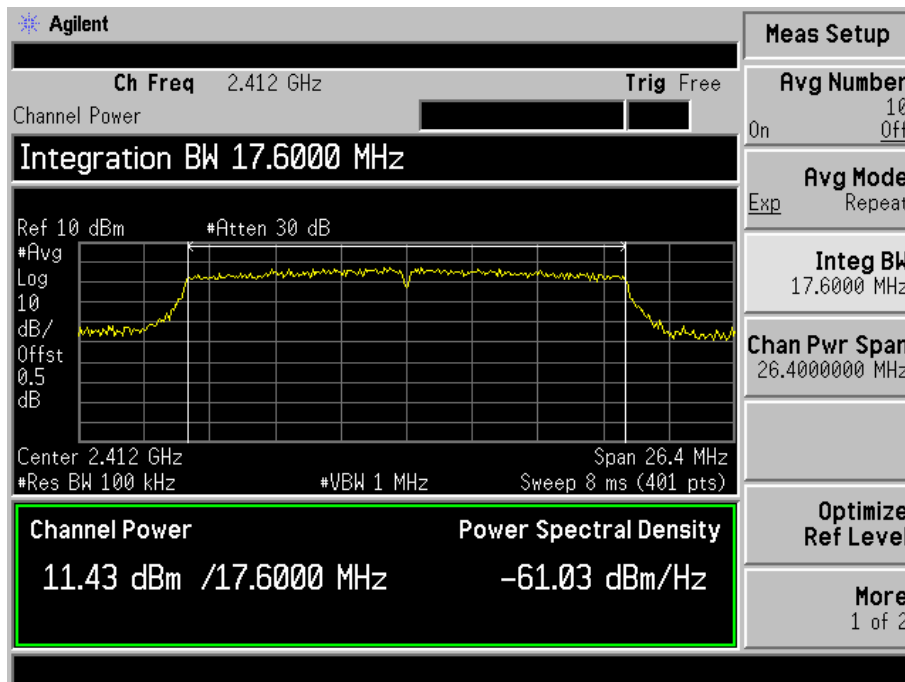 Agilent
Ch Freq 2.412 GHz Trig Free
Channel Power
Integration BW 17.6000 MHz
Ref 10 dBm #Atten 30 dB
#Avg
Log
10
dB/
Offst
0.5
dB
Center 2.412 GHz Span 26.4 MHz
#Res BW 100 kHz #VBW 1 MHz Sweep 8 ms (401 pts)
Channel Power Power Spectral Density
11.43 dBm /17.6000 MHz -61.03 dBm/Hz
Meas Setup
Avg Number
10
On Off
Avg Mode
Exp Repeat
Integ BW
17.6000 MHz
Chan Pwr Span
26.4000000 MHz
Optimize
Ref Level
More
1 of 2